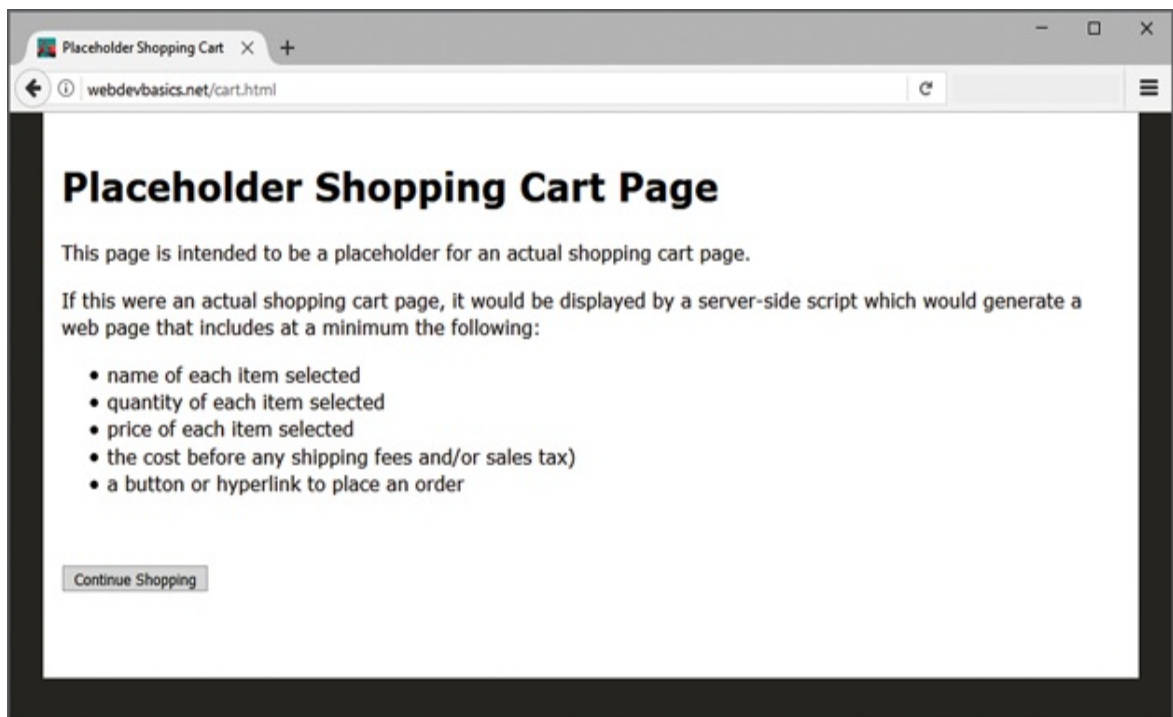 Placeholder Shopping Cart
webdevbasics.net/cart.html
Placeholder Shopping Cart Page
This page is intended to be a placeholder for an actual shopping cart page.
If this were an actual shopping cart page, it would be displayed by a server-side script which would generate a
web page that includes at a minimum the following:
• name of each item selected
• quantity of each item selected
• price of each item selected
• the cost before any shipping fees and/or sales tax)
• a button or hyperlink to place an order
Continue Shopping